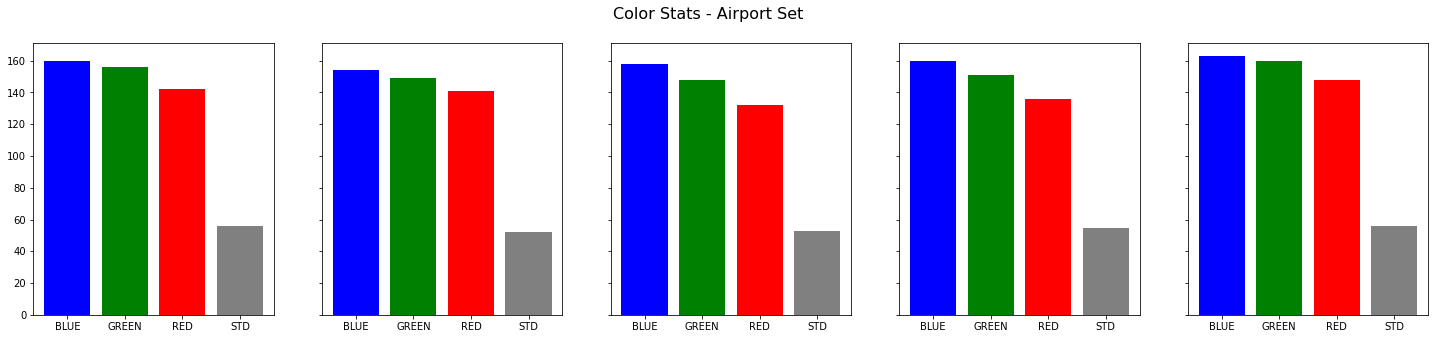 Color Stats - Airport Set
160
140
120
100
80
60
40
20
0
BLUE GREEN RED STD
BLUE GREEN RED STD
BLUE GREEN RED STD
BLUE GREEN RED STD
BLUE GREEN RED STD